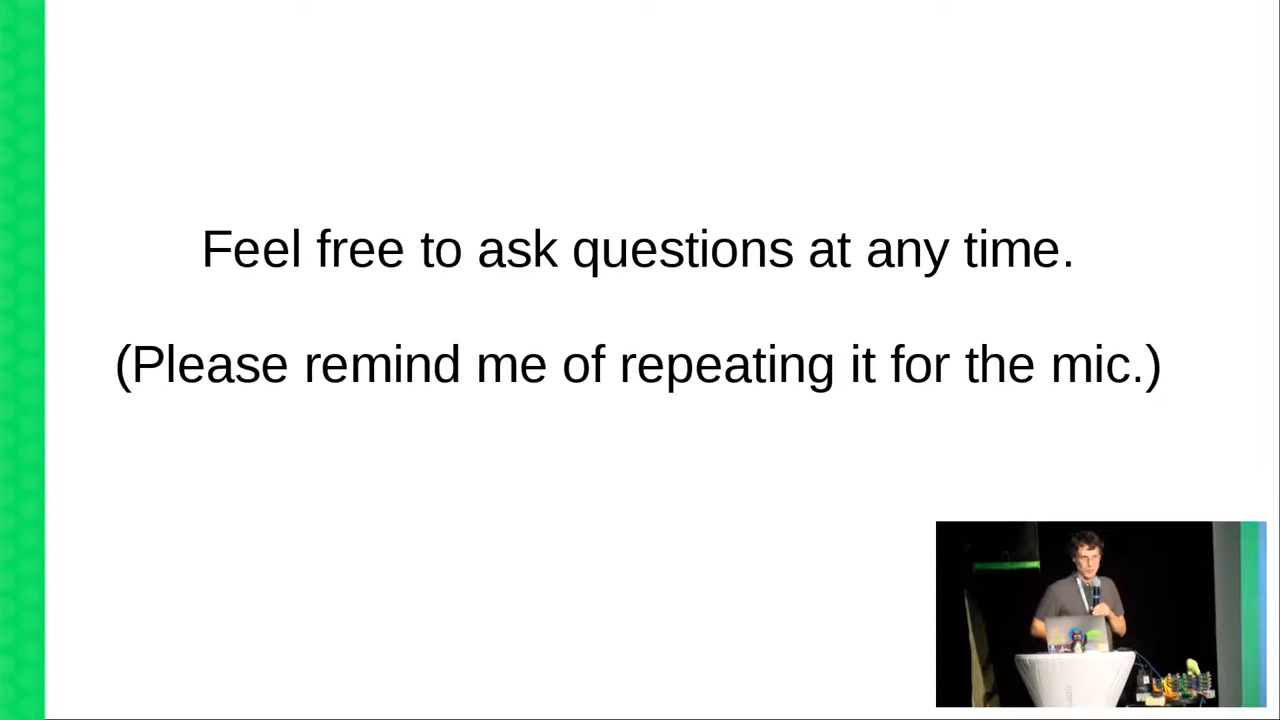 Feel free to ask questions at any time.
(Please remind me of repeating it for the mic.)